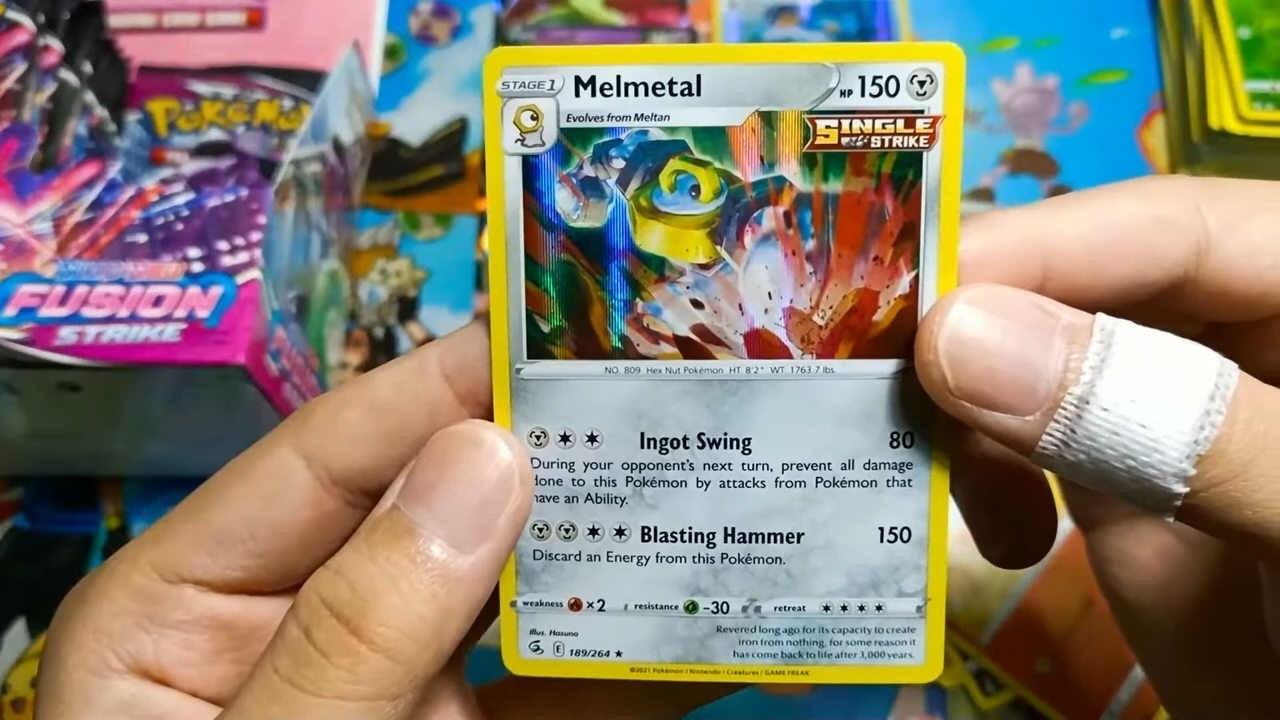 POKéMON
FUSION
STRIKE
STAGE 1
Melmetal
HP 150
Evolves from Meltan
SINGLE
STRIKE
NO. 809 Hex Nut Pokémon HT. 8'2" WT. 1763.7 lbs.
Ingot Swing 80
During your opponent's next turn, prevent all damage
done to this Pokémon by attacks from Pokémon that
have an Ability.
Blasting Hammer 150
Discard an Energy from this Pokémon.
weakness ×2 resistance -30 retreat
Illus. Hasuno
E 189/264 ★
Revered long ago for its capacity to create
iron from nothing, for some reason it
has come back to life after 3,000 years.
©2021 Pokémon / Nintendo / Creatures / GAME FREAK